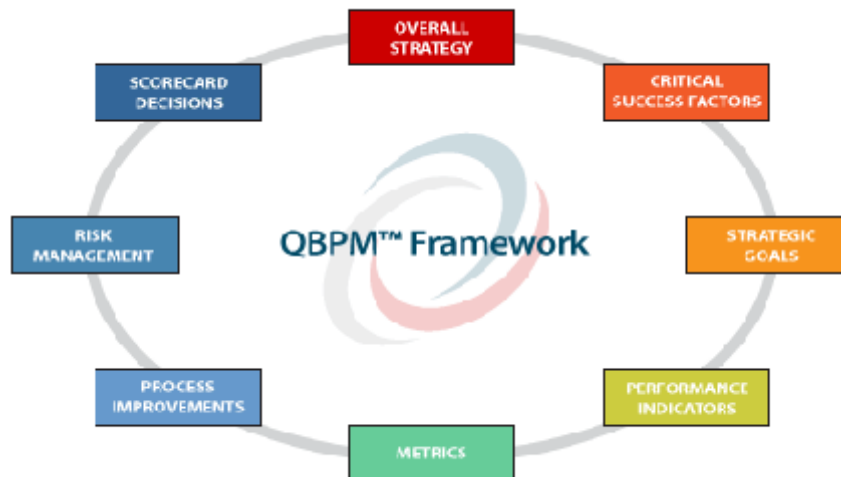 OVERALL
STRATEGY
SCORECARD
DECISIONS
CRITICAL
SUCCESS FACTORS
RISK
MANAGEMENT
QBPM™ Framework
STRATEGIC
GOALS
PROCESS
IMPROVEMENTS
PERFORMANCE
INDICATORS
METRICS